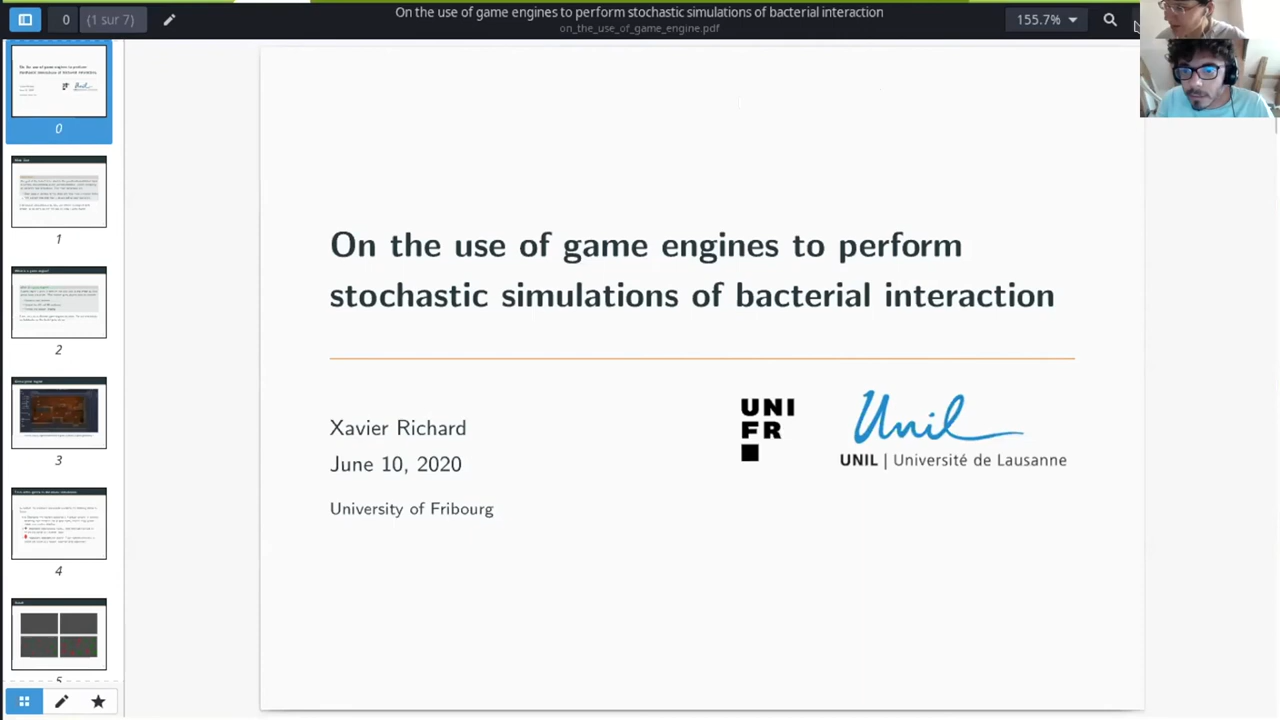 On the use of game engines to perform stochastic simulations of bacterial interaction
on_the_use_of_game_engine.pdf
0
(1 sur 7)
155.7%
0
1
2
3
4
5
On the use of game engines to perform
stochastic simulations of bacterial interaction
Xavier Richard
June 10, 2020
University of Fribourg
UNI
FR
Unil
UNIL | Université de Lausanne